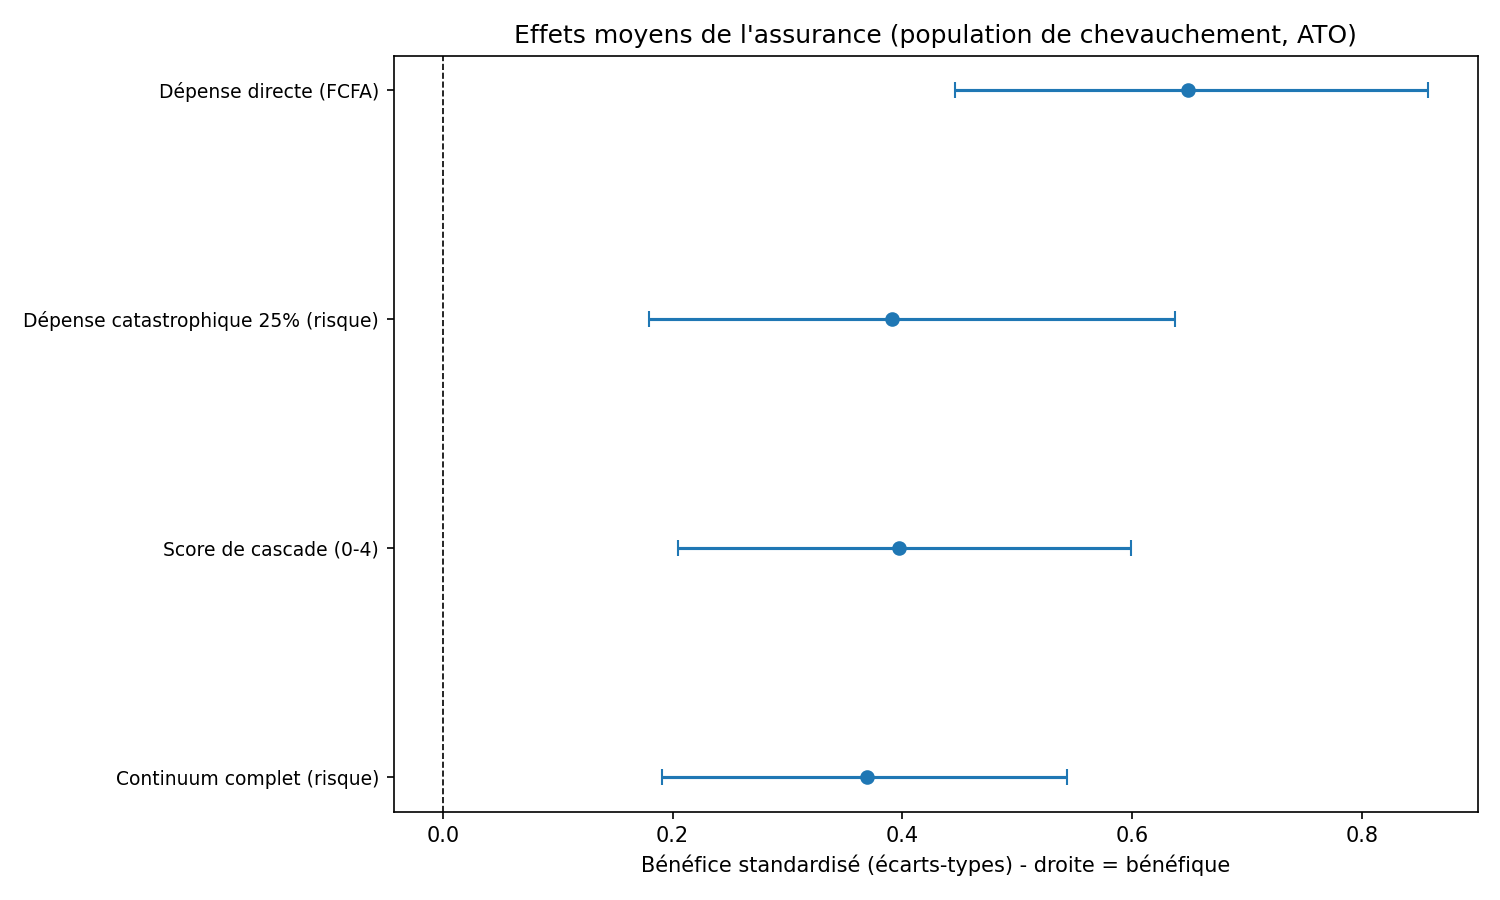 Effets moyens de l'assurance (population de chevauchement, ATO)
Dépense directe (FCFA)
Dépense catastrophique 25% (risque)
Score de cascade (0-4)
Continuum complet (risque)
0.0 0.2 0.4 0.6 0.8
Bénéfice standardisé (écarts-types) - droite = bénéfique